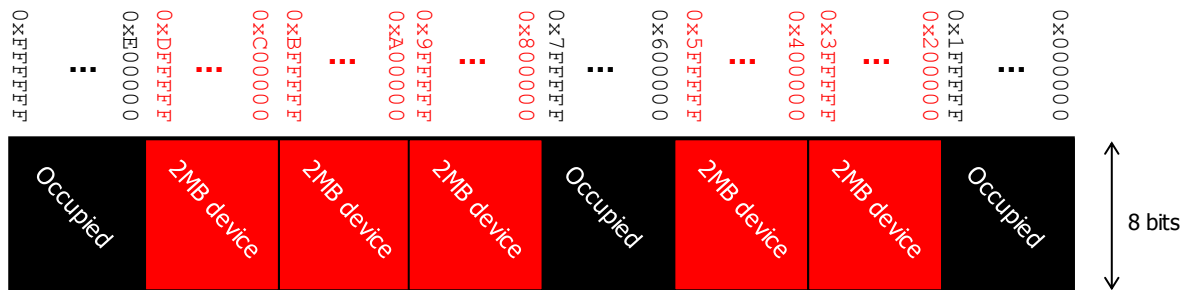 0xFFFFFF
...
0xE00000
0xDFFFFF
...
0xC00000
0xBFFFFF
...
0xA00000
0x9FFFFF
...
0x800000
0x7FFFFF
...
0x600000
0x5FFFFF
...
0x400000
0x3FFFFF
...
0x200000
0x1FFFFF
...
0x000000
Occupied
2MB device
2MB device
2MB device
Occupied
2MB device
2MB device
Occupied
8 bits